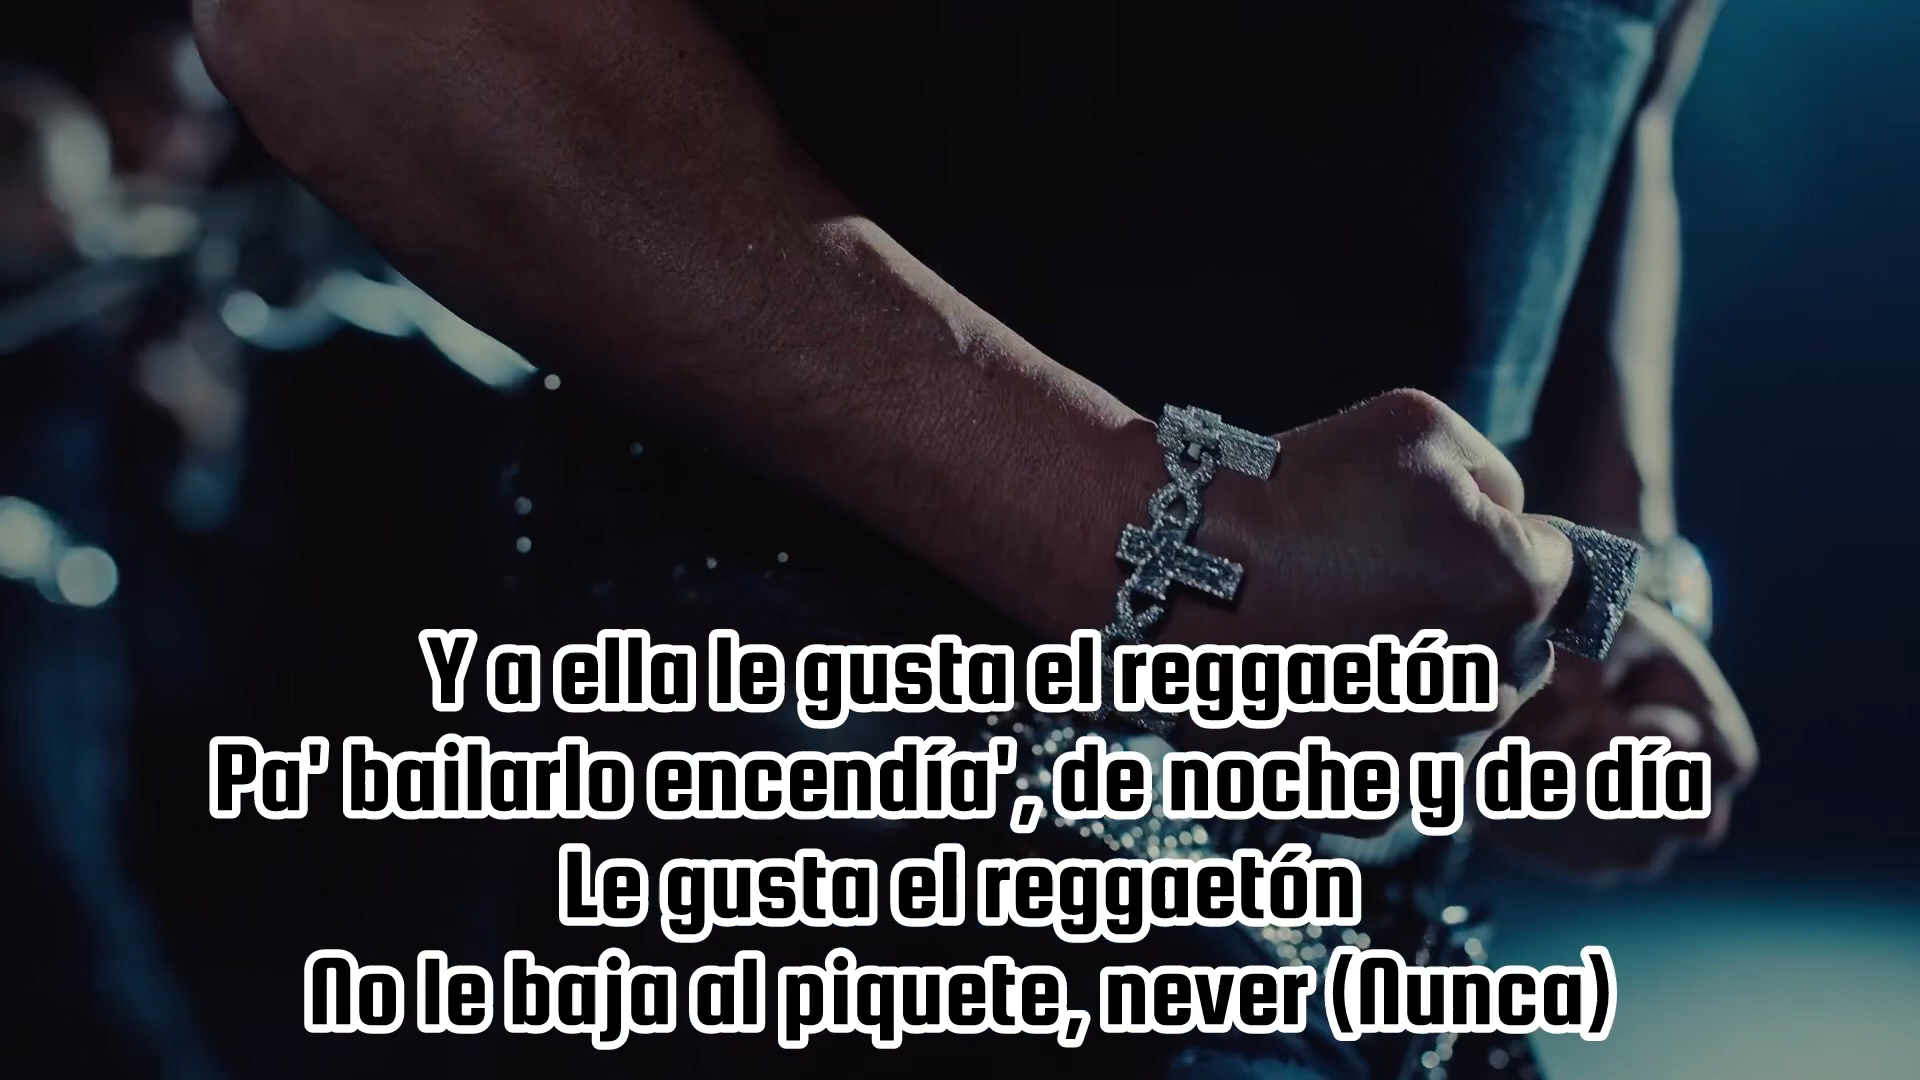 Y a ella le gusta el reggaetón
Pa' bailarlo encendía', de noche y de día
Le gusta el reggaetón
No le baja al piquete, never (Nunca)